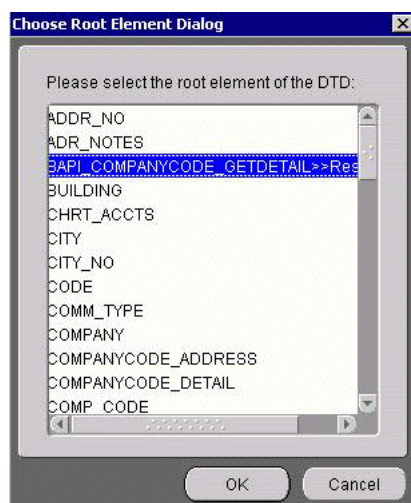 Choose Root Element Dialog
Please select the root element of the DTD:
ADDR_NO
ADR_NOTES
BAPI_COMPANYCODE_GETDETAIL>>Res
BUILDING
CHRT_ACCTS
CITY
CITY_NO
CODE
COMM_TYPE
COMPANY
COMPANYCODE_ADDRESS
COMPANYCODE_DETAIL
COMP_CODE
OK
Cancel